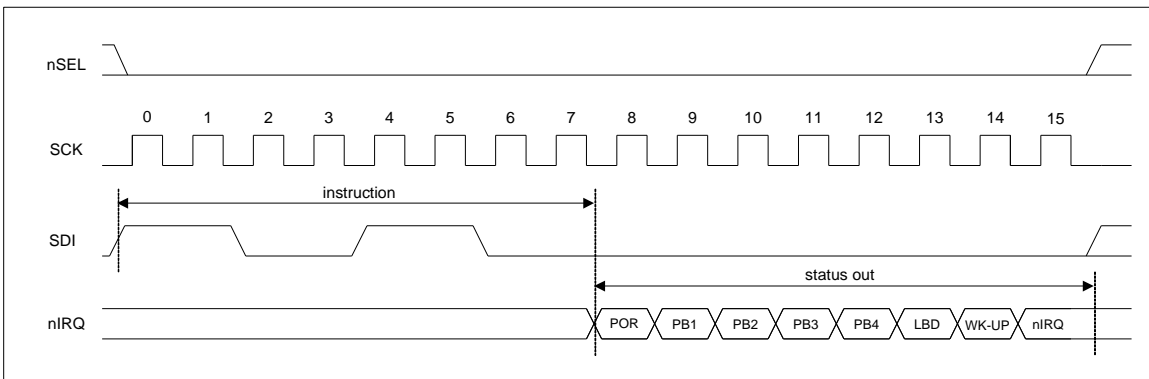 nSEL
0 1 2 3 4 5 6 7 8 9 10 11 12 13 14 15
SCK
instruction
SDI
status out
nIRQ POR PB1 PB2 PB3 PB4 LBD WK-UP nIRQ